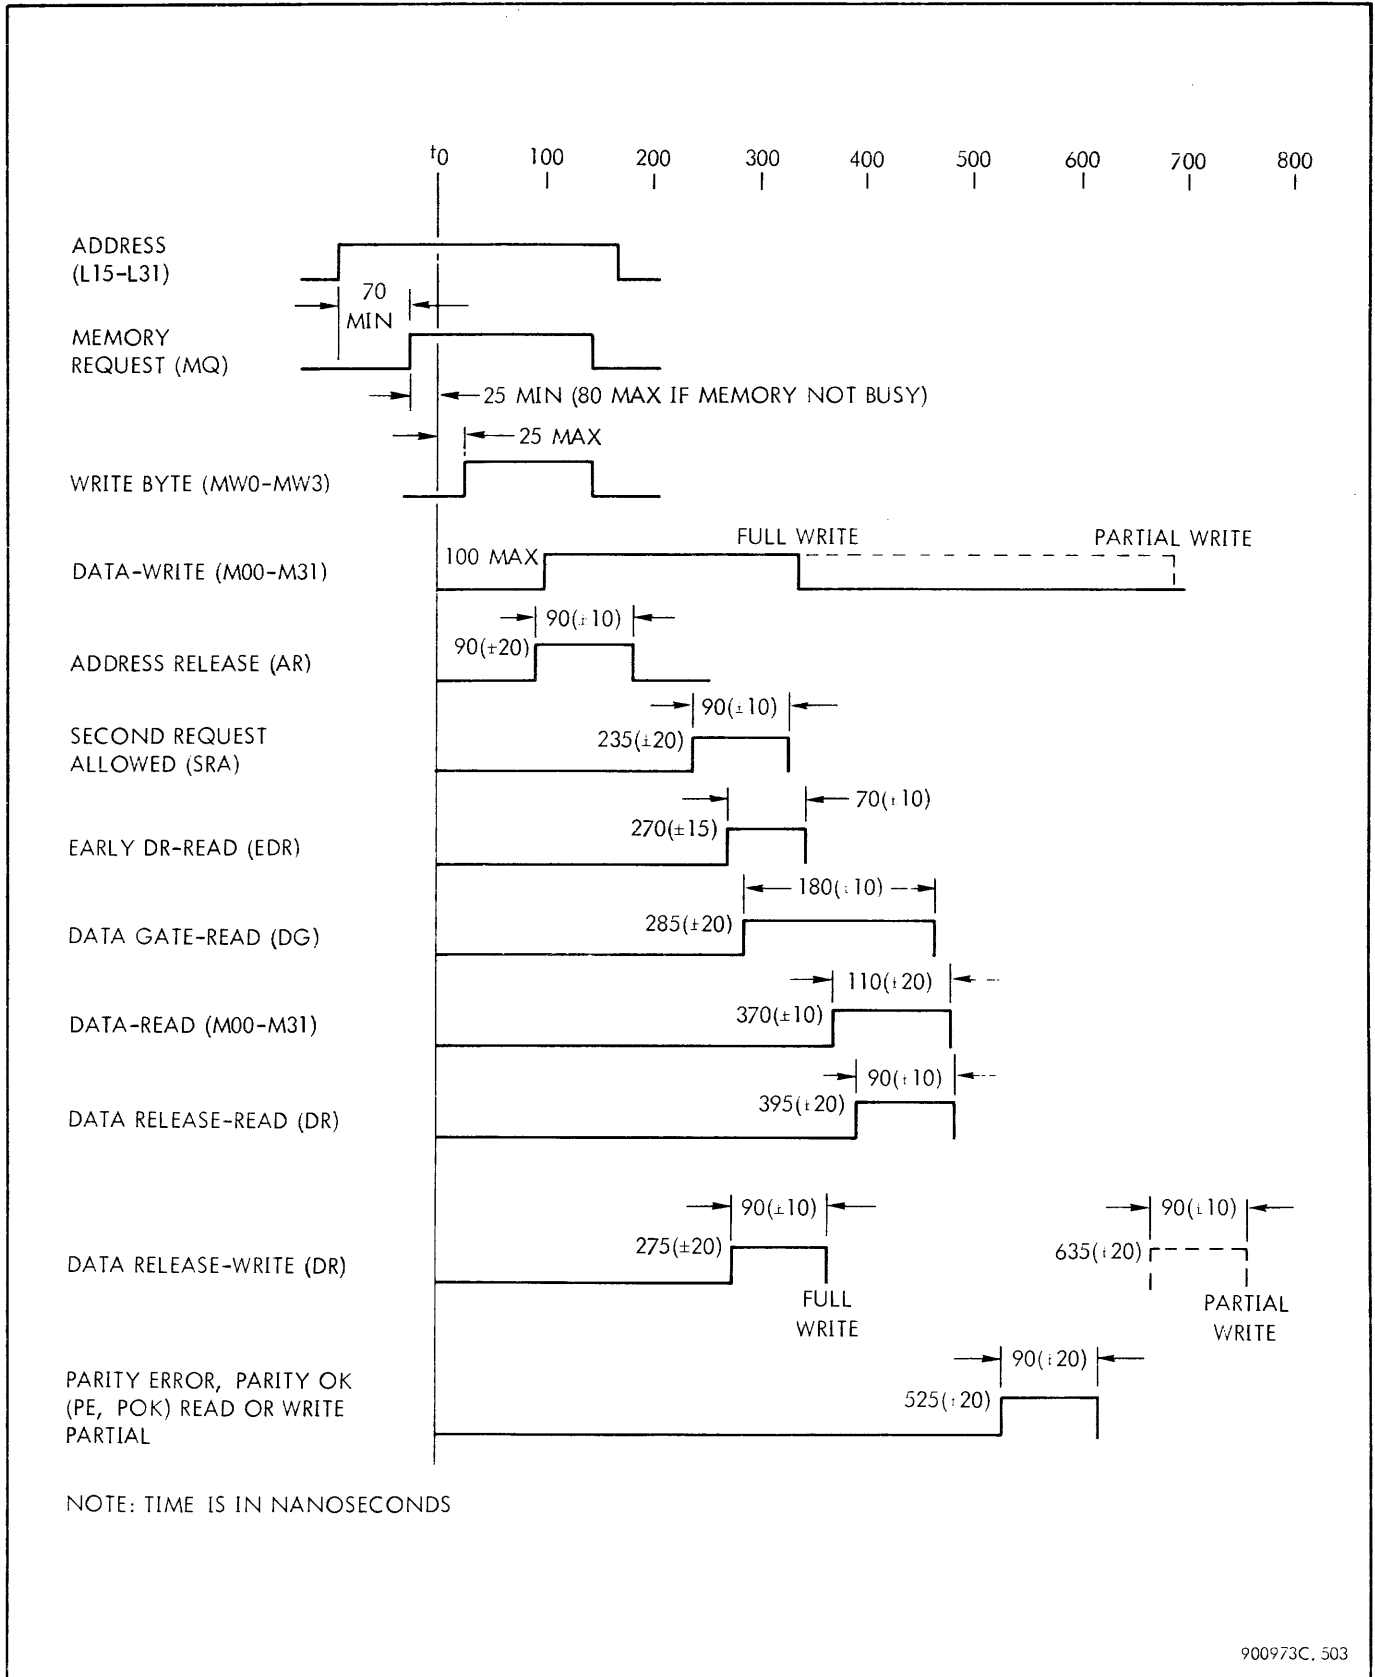 t0 100 200 300 400 500 600 700 800
ADDRESS
(L15-L31)
70
MIN
MEMORY
REQUEST (MQ)
25 MIN (80 MAX IF MEMORY NOT BUSY)
25 MAX
WRITE BYTE (MW0-MW3)
FULL WRITE PARTIAL WRITE
100 MAX
DATA-WRITE (M00-M31)
90(±10)
90(±20)
ADDRESS RELEASE (AR)
90(±10)
SECOND REQUEST
ALLOWED (SRA)
235(±20)
70(±10)
270(±15)
EARLY DR-READ (EDR)
180(±10)
285(±20)
DATA GATE-READ (DG)
110(±20)
370(±10)
DATA-READ (M00-M31)
90(±10)
395(±20)
DATA RELEASE-READ (DR)
90(±10) 90(±10)
275(±20) 635(±20)
DATA RELEASE-WRITE (DR)
FULL
WRITE
PARTIAL
WRITE
90(±20)
525(±20)
PARITY ERROR, PARITY OK
(PE, POK) READ OR WRITE
PARTIAL
NOTE: TIME IS IN NANOSECONDS
900973C. 503